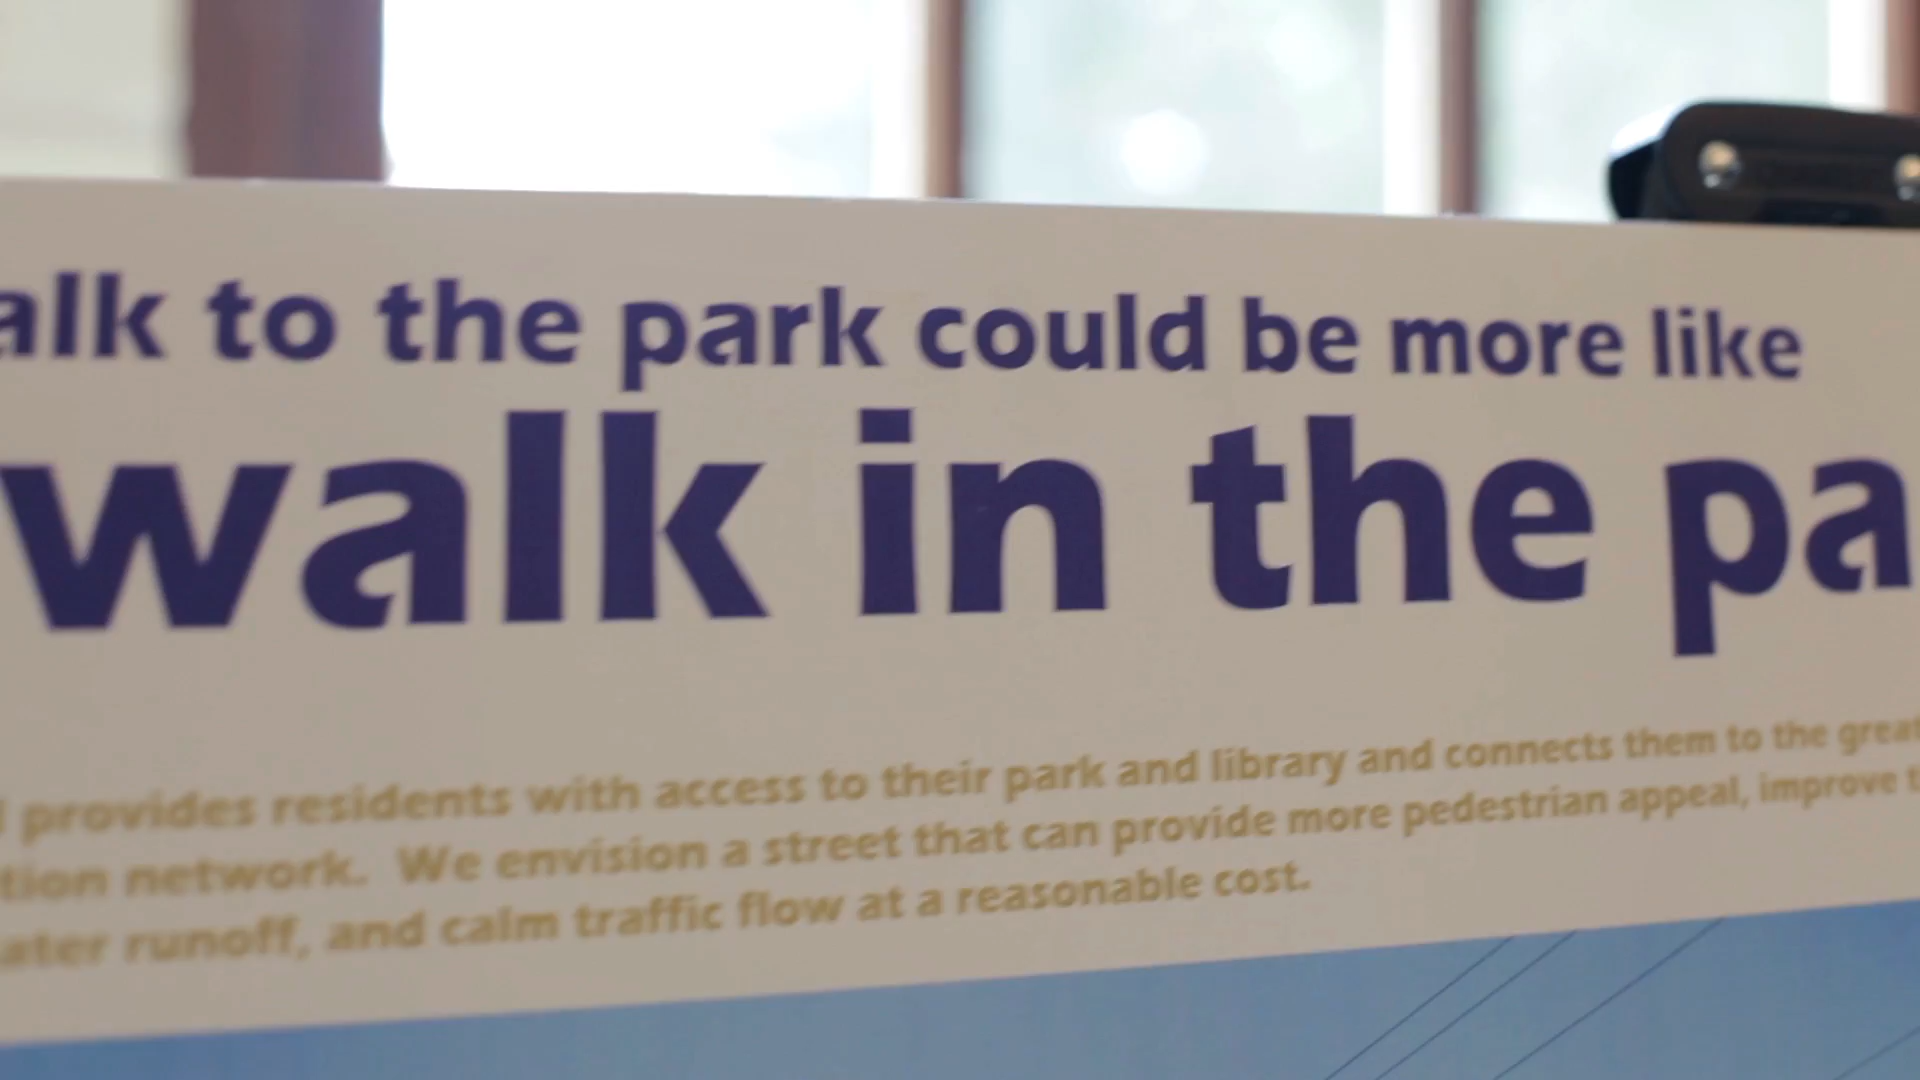 alk to the park could be more like
walk in the pa
provides residents with access to their park and library and connects them to the great
tion network. We envision a street that can provide more pedestrian appeal, improve
ater runoff, and calm traffic flow at a reasonable cost.